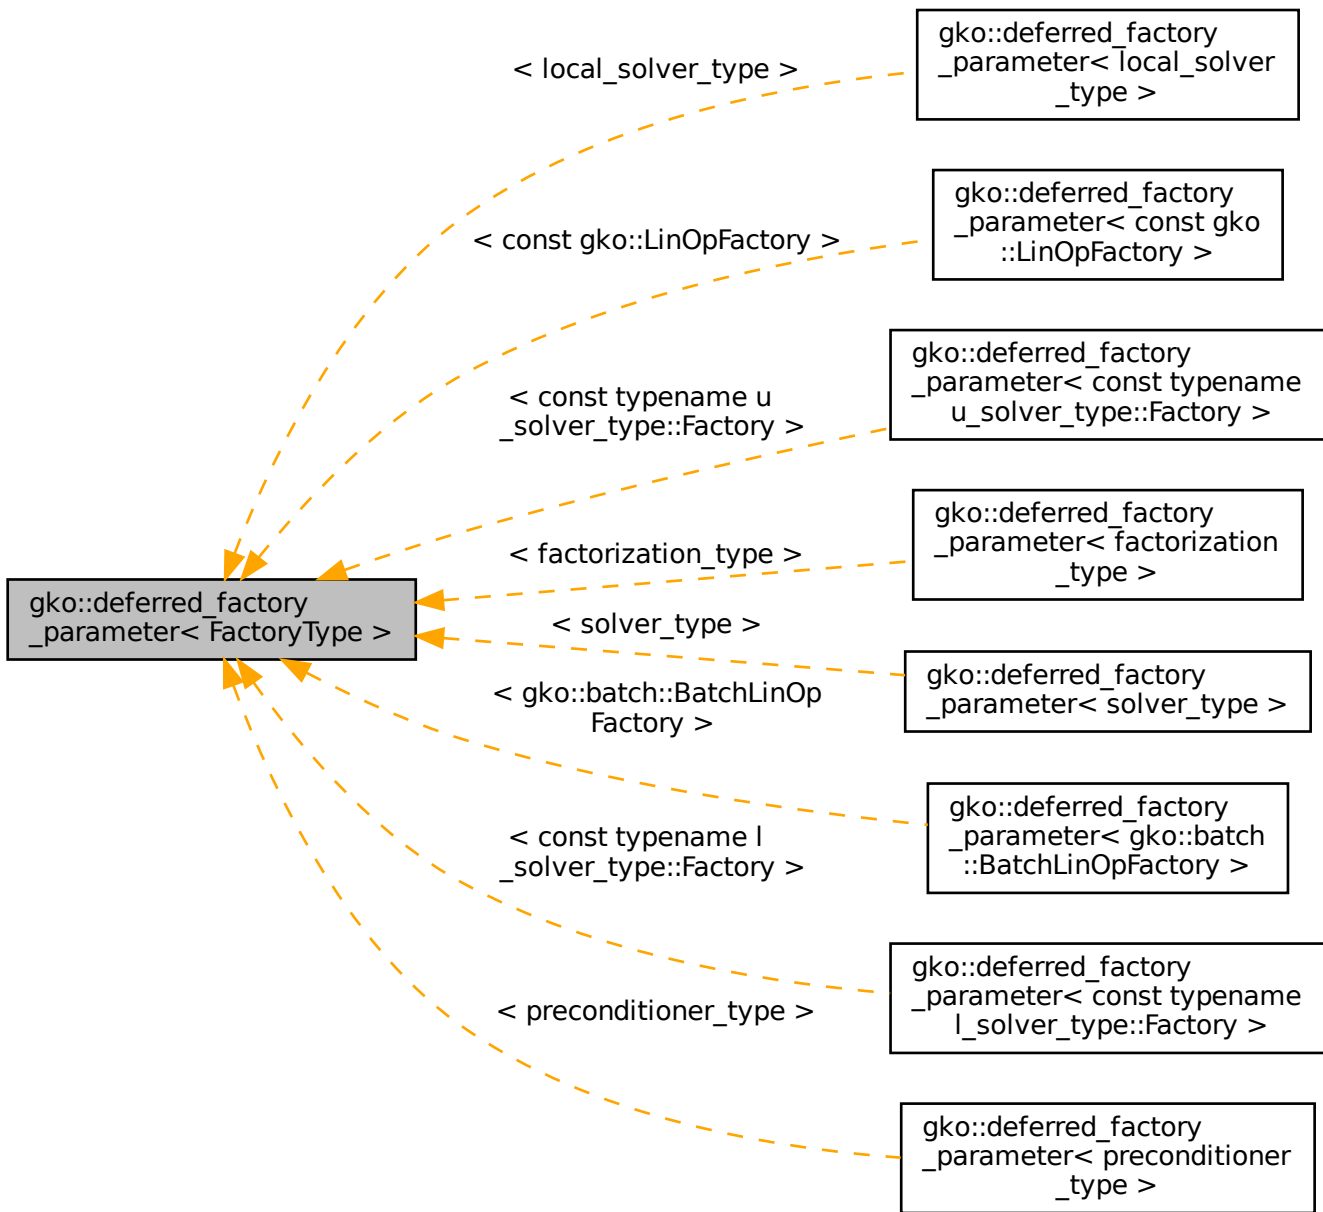 gko::deferred_factory
_parameter< local_solver
_type >
< local_solver_type >
gko::deferred_factory
_parameter< const gko
::LinOpFactory >
< const gko::LinOpFactory >
gko::deferred_factory
_parameter< const typename
u_solver_type::Factory >
< const typename u
_solver_type::Factory >
gko::deferred_factory
_parameter< factorization
_type >
< factorization_type >
gko::deferred_factory
_parameter< FactoryType >
< solver_type >
gko::deferred_factory
_parameter< solver_type >
< gko::batch::BatchLinOp
Factory >
gko::deferred_factory
_parameter< gko::batch
::BatchLinOpFactory >
< const typename l
_solver_type::Factory >
gko::deferred_factory
_parameter< const typename
l_solver_type::Factory >
< preconditioner_type >
gko::deferred_factory
_parameter< preconditioner
_type >